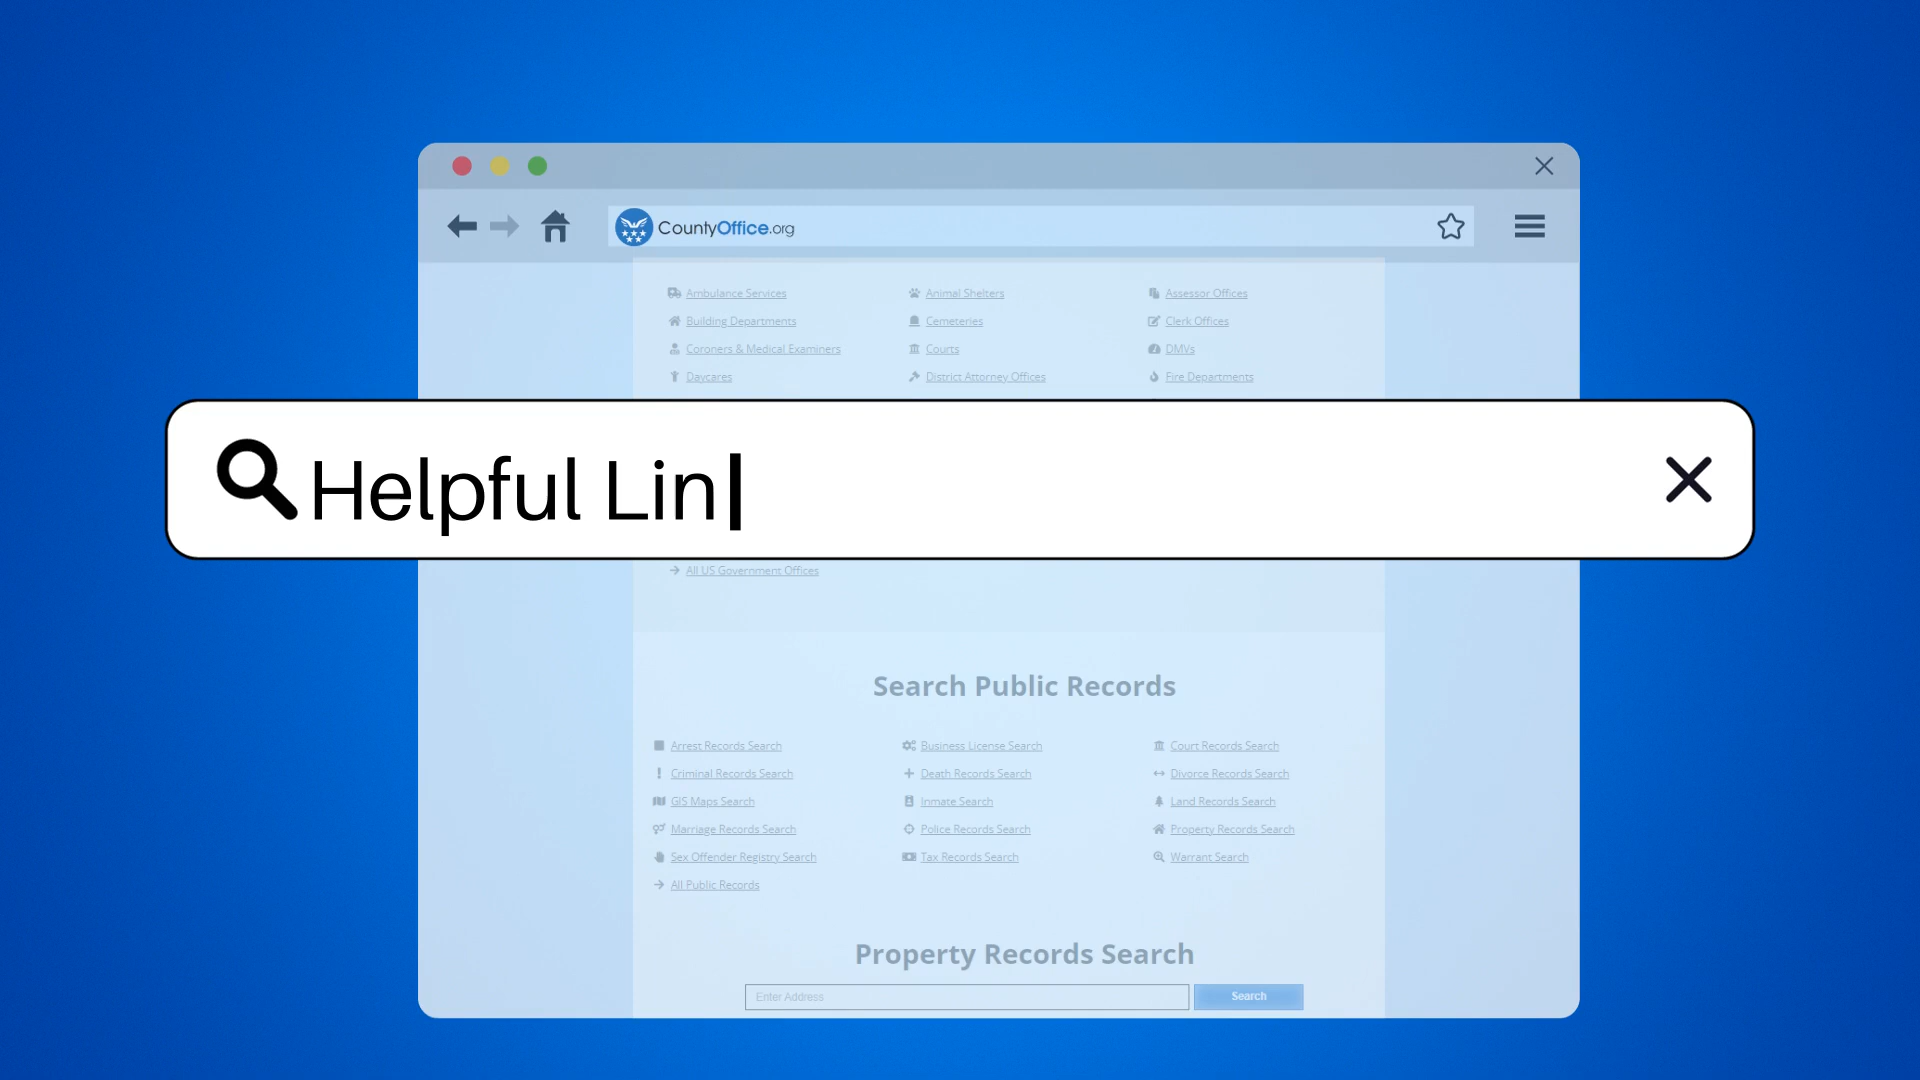 CountyOffice.org
Ambulance Services Animal Shelters Assessor Offices
Building Departments Cemeteries Clerk Offices
Coroners & Medical Examiners Courts DMVs
Daycares District Attorney Offices Fire Departments
Helpful Lin
All US Government Offices
Search Public Records
Arrest Records Search Business License Search Court Records Search
Criminal Records Search Death Records Search Divorce Records Search
GIS Maps Search Inmate Search Land Records Search
Marriage Records Search Police Records Search Property Records Search
Sex Offender Registry Search Tax Records Search Warrant Search
All Public Records
Property Records Search
Enter Address Search